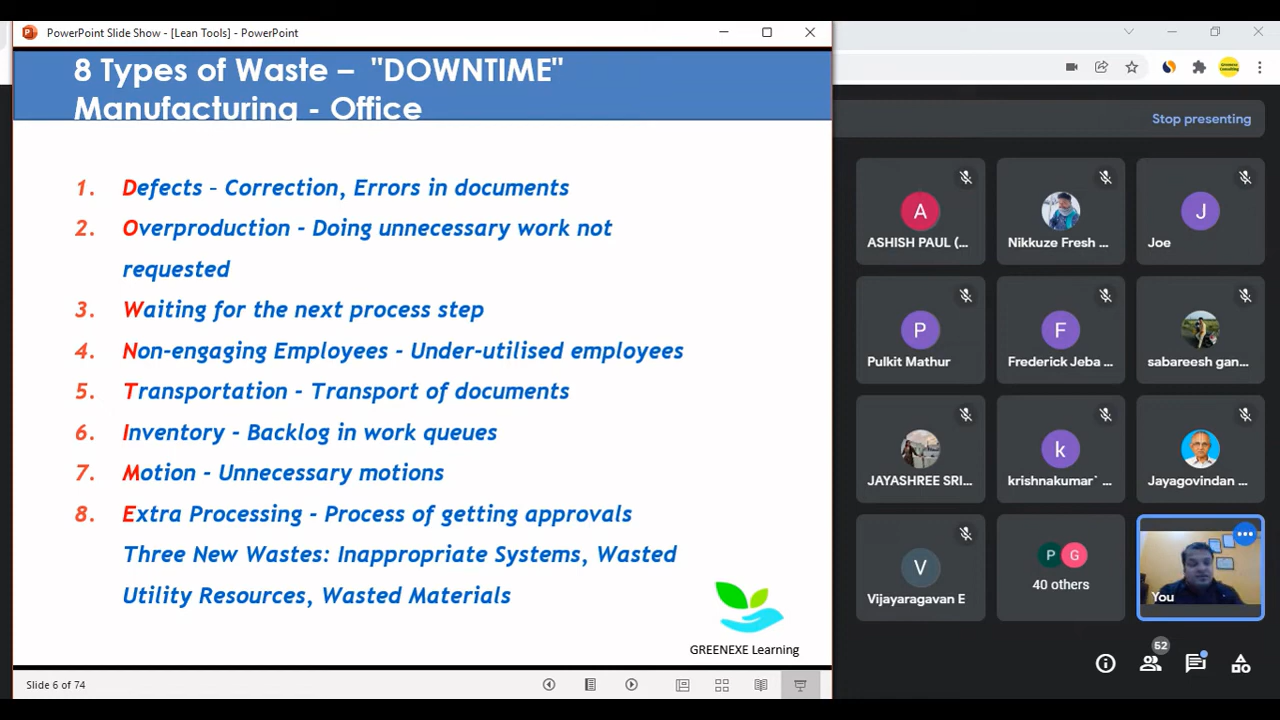 PowerPoint Slide Show - [Lean Tools] - PowerPoint
8 Types of Waste – "DOWNTIME"
Manufacturing - Office
1. Defects – Correction, Errors in documents
2. Overproduction - Doing unnecessary work not
requested
3. Waiting for the next process step
4. Non-engaging Employees - Under-utilised employees
5. Transportation - Transport of documents
6. Inventory - Backlog in work queues
7. Motion - Unnecessary motions
8. Extra Processing - Process of getting approvals
Three New Wastes: Inappropriate Systems, Wasted
Utility Resources, Wasted Materials
GREENEXE Learning
Slide 6 of 74
Stop presenting
A
ASHISH PAUL (...
Nikkuze Fresh ...
J
Joe
P
Pulkit Mathur
F
Frederick Jeba ...
sabareesh gan...
JAYASHREE SRI...
k
krishnakumar` ...
Jayagovindan ...
V
Vijayaragavan E
P G
40 others
You
52